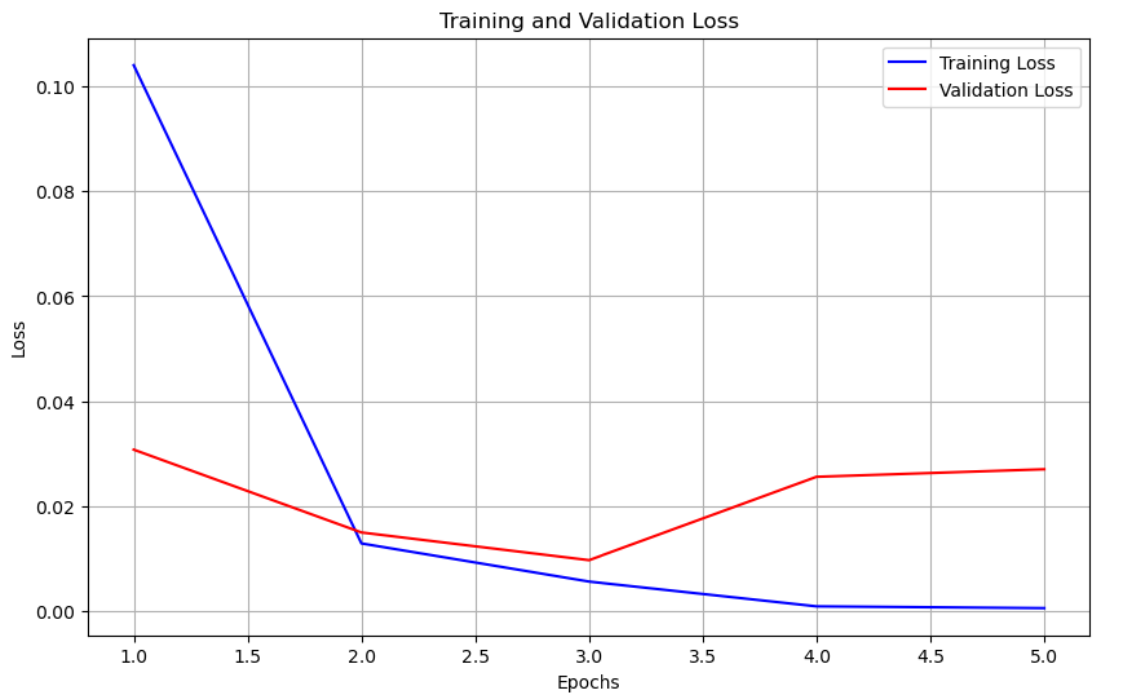 Training and Validation Loss
Training Loss
Validation Loss
0.10
0.08
0.06
0.04
0.02
0.00
Loss
1.0 1.5 2.0 2.5 3.0 3.5 4.0 4.5 5.0
Epochs